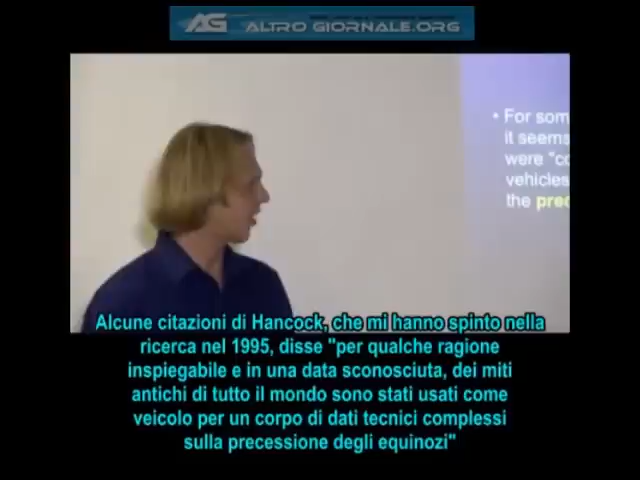 AG ALTRO GIORNALE.ORG
• For som
it seems
were "co
vehicles
the prec
Alcune citazioni di Hancock, che mi hanno spinto nella
ricerca nel 1995, disse "per qualche ragione
inspiegabile e in una data sconosciuta, dei miti
antichi di tutto il mondo sono stati usati come
veicolo per un corpo di dati tecnici complessi
sulla precessione degli equinozi"